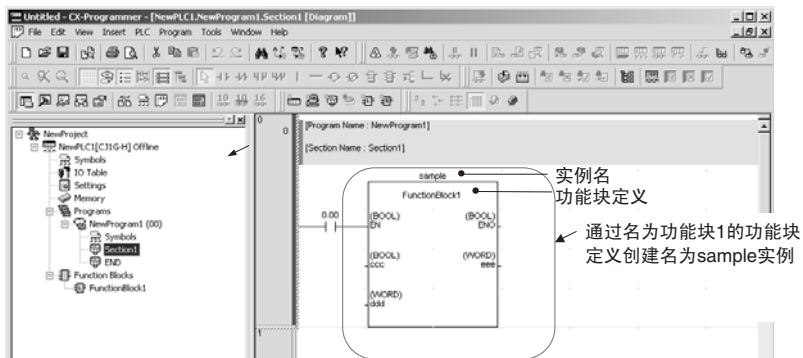 Untitled - CX-Programmer - [NewPLC1.NewProgram1.Section1 [Diagram]]
File Edit View Insert PLC Program Tools Window Help
10 10 16
NewProject
NewPLC1[CJ1G-H] Offline
Symbols
IO Table
Settings
Memory
Programs
NewProgram1 (00)
Symbols
Section1
END
Function Blocks
FunctionBlock1
0
0
[Program Name : NewProgram1]
[Section Name : Section1]
sample
实例名
FunctionBlock1
功能块定义
0.00
(BOOL)
EN
(BOOL)
ENO
(BOOL)
ccc
(WORD)
eee
(WORD)
ddd
通过名为功能块1的功能块
定义创建名为sample实例
1